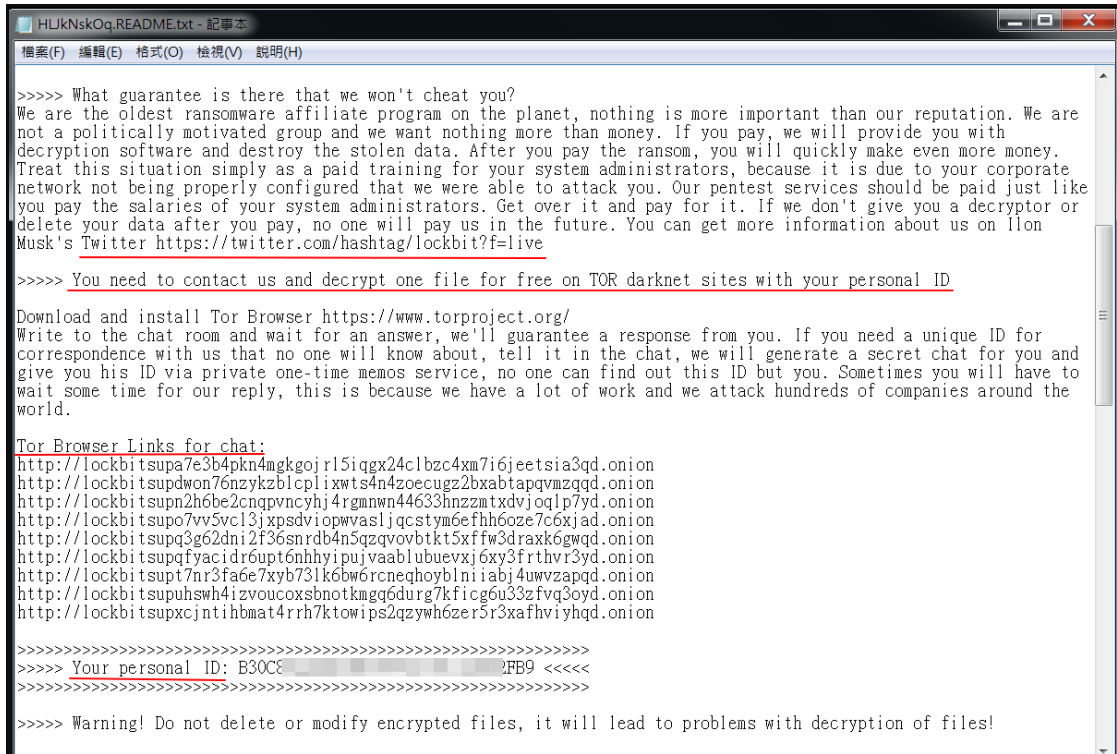 HLJkNskOq.README.txt - 記事本
檔案(F) 編輯(E) 格式(O) 檢視(V) 說明(H)
>>>>> What guarantee is there that we won't cheat you?
We are the oldest ransomware affiliate program on the planet, nothing is more important than our reputation. We are
not a politically motivated group and we want nothing more than money. If you pay, we will provide you with
decryption software and destroy the stolen data. After you pay the ransom, you will quickly make even more money.
Treat this situation simply as a paid training for your system administrators, because it is due to your corporate
network not being properly configured that we were able to attack you. Our pentest services should be paid just like
you pay the salaries of your system administrators. Get over it and pay for it. If we don't give you a decryptor or
delete your data after you pay, no one will pay us in the future. You can get more information about us on Ilon
Musk's Twitter https://twitter.com/hashtag/lockbit?f=live
>>>>> You need to contact us and decrypt one file for free on TOR darknet sites with your personal ID
Download and install Tor Browser https://www.torproject.org/
Write to the chat room and wait for an answer, we'll guarantee a response from you. If you need a unique ID for
correspondence with us that no one will know about, tell it in the chat, we will generate a secret chat for you and
give you his ID via private one-time memos service, no one can find out this ID but you. Sometimes you will have to
wait some time for our reply, this is because we have a lot of work and we attack hundreds of companies around the
world.
Tor Browser Links for chat:
http://lockbitsupa7e3b4pkn4mgkgojrl5iqgx24clbzc4xm7i6jeetsia3qd.onion
http://lockbitsupdwon76nzykzblcplixwts4n4zoecugz2bxabtapqvmzqqd.onion
http://lockbitsupn2h6be2cnqpvncyhj4rgmnwn44633hnzzmtxdvjoqlp7yd.onion
http://lockbitsupo7vv5vcl3jxpsdviopwvasljqcstym6efhh6oze7c6xjad.onion
http://lockbitsupq3g62dni2f36snrdb4n5qzqvovbtkt5xffw3draxk6gwqd.onion
http://lockbitsupqfyacidr6upt6nhhyipujvaablubuevxj6xy3frthvr3yd.onion
http://lockbitsupt7nr3fa6e7xyb73lk6bw6rcneqhoyblniiabj4uwvzapqd.onion
http://lockbitsupuhswh4izvoucoxsbnotkmgq6durg7kficg6u33zfvq3oyd.onion
http://lockbitsupxcjntihbmat4rrh7ktowips2qzywh6zer5r3xafhviyhqd.onion
>>>>>>>>>>>>>>>>>>>>>>>>>>>>>>>>>>>>>>>>>>>>>>>>>>>>>>>>>>>>>
>>>>> Your personal ID: B30C8 2FB9 <<<<<
>>>>>>>>>>>>>>>>>>>>>>>>>>>>>>>>>>>>>>>>>>>>>>>>>>>>>>>>>>>>>
>>>>> Warning! Do not delete or modify encrypted files, it will lead to problems with decryption of files!